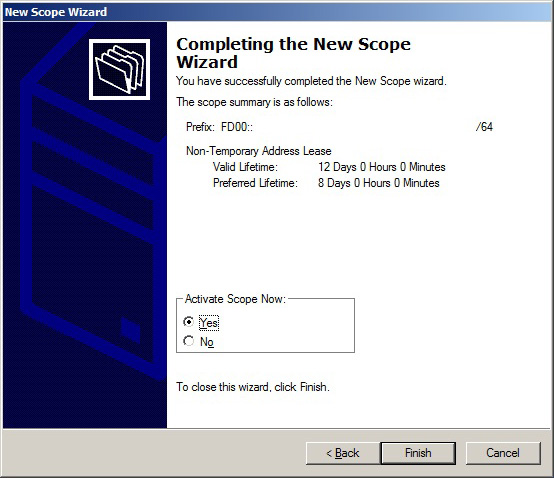 New Scope Wizard
Completing the New Scope
Wizard
You have successfully completed the New Scope wizard.
The scope summary is as follows:
Prefix: FD00:: /64
Non-Temporary Address Lease
Valid Lifetime: 12 Days 0 Hours 0 Minutes
Preferred Lifetime: 8 Days 0 Hours 0 Minutes
Activate Scope Now:
Yes
No
To close this wizard, click Finish.
< Back Finish Cancel